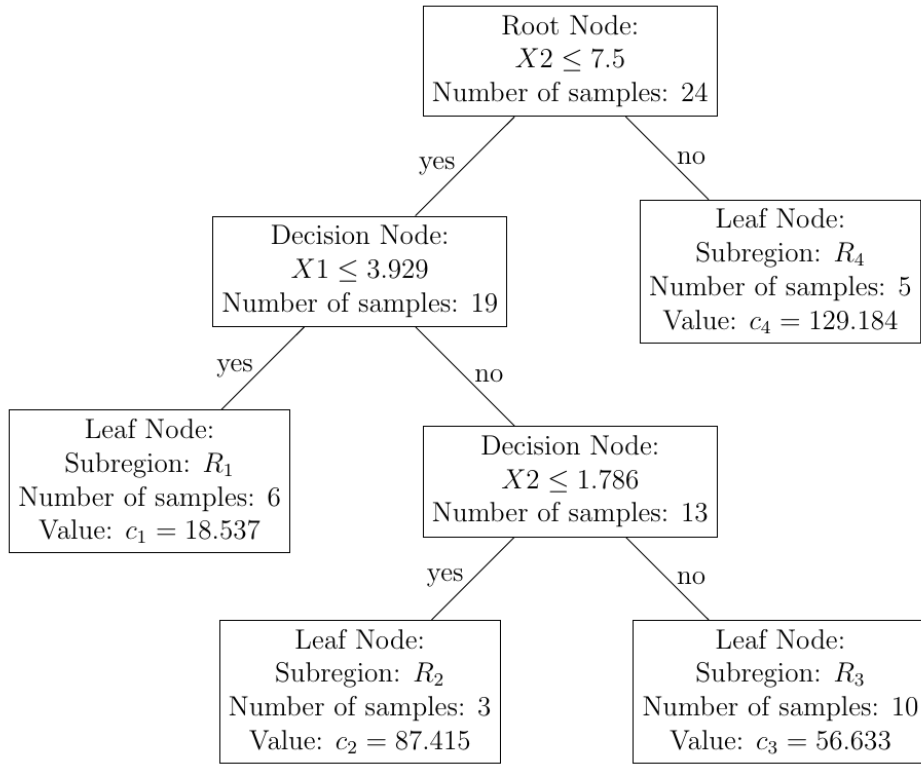 Root Node:
X2 ≤ 7.5
Number of samples: 24
yes
no
Decision Node:
X1 ≤ 3.929
Number of samples: 19
Leaf Node:
Subregion: R₄
Number of samples: 5
Value: c₄ = 129.184
yes
no
Leaf Node:
Subregion: R₁
Number of samples: 6
Value: c₁ = 18.537
Decision Node:
X2 ≤ 1.786
Number of samples: 13
yes
no
Leaf Node:
Subregion: R₂
Number of samples: 3
Value: c₂ = 87.415
Leaf Node:
Subregion: R₃
Number of samples: 10
Value: c₃ = 56.633